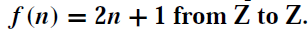 f(n) = 2n + 1 from Z to Z.